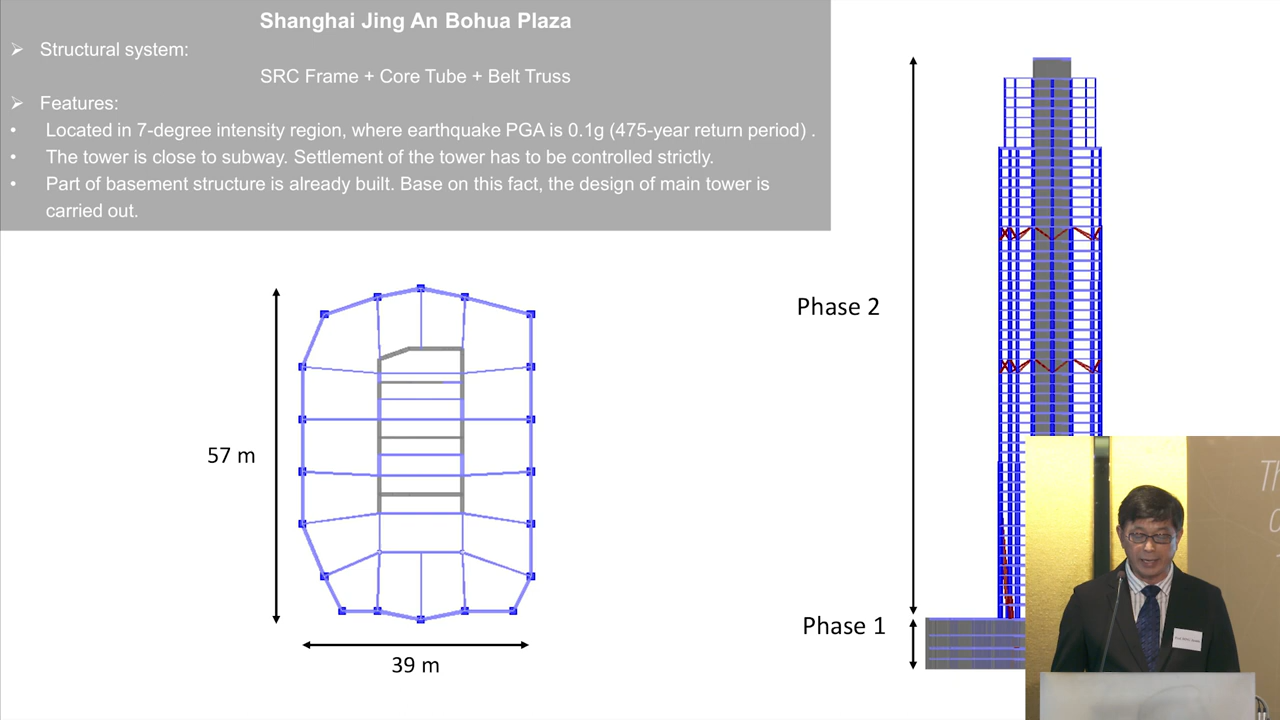 Shanghai Jing An Bohua Plaza
Structural system:
SRC Frame + Core Tube + Belt Truss
Features:
Located in 7-degree intensity region, where earthquake PGA is 0.1g (475-year return period) .
The tower is close to subway. Settlement of the tower has to be controlled strictly.
Part of basement structure is already built. Base on this fact, the design of main tower is
carried out.
Phase 2
57 m
Phase 1
39 m